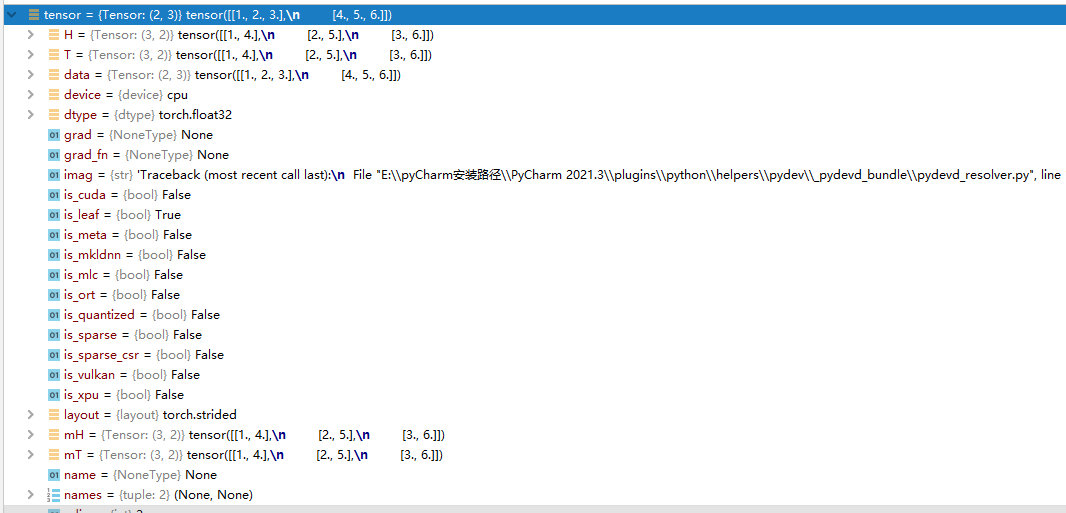 tensor = {Tensor: (2, 3)} tensor([[1., 2., 3.],\n        [4., 5., 6.]])
H = {Tensor: (3, 2)} tensor([[1., 4.],\n        [2., 5.],\n        [3., 6.]])
T = {Tensor: (3, 2)} tensor([[1., 4.],\n        [2., 5.],\n        [3., 6.]])
data = {Tensor: (2, 3)} tensor([[1., 2., 3.],\n        [4., 5., 6.]])
device = {device} cpu
dtype = {dtype} torch.float32
01 grad = {NoneType} None
01 grad_fn = {NoneType} None
01 imag = {str} 'Traceback (most recent call last):\n  File "E:\\pyCharm安装路径\\PyCharm 2021.3\\plugins\\python\\helpers\\pydev\\_pydevd_bundle\\pydevd_resolver.py", line
01 is_cuda = {bool} False
01 is_leaf = {bool} True
01 is_meta = {bool} False
01 is_mkldnn = {bool} False
01 is_mlc = {bool} False
01 is_ort = {bool} False
01 is_quantized = {bool} False
01 is_sparse = {bool} False
01 is_sparse_csr = {bool} False
01 is_vulkan = {bool} False
01 is_xpu = {bool} False
layout = {layout} torch.strided
mH = {Tensor: (3, 2)} tensor([[1., 4.],\n        [2., 5.],\n        [3., 6.]])
mT = {Tensor: (3, 2)} tensor([[1., 4.],\n        [2., 5.],\n        [3., 6.]])
01 name = {NoneType} None
names = {tuple: 2} (None, None)